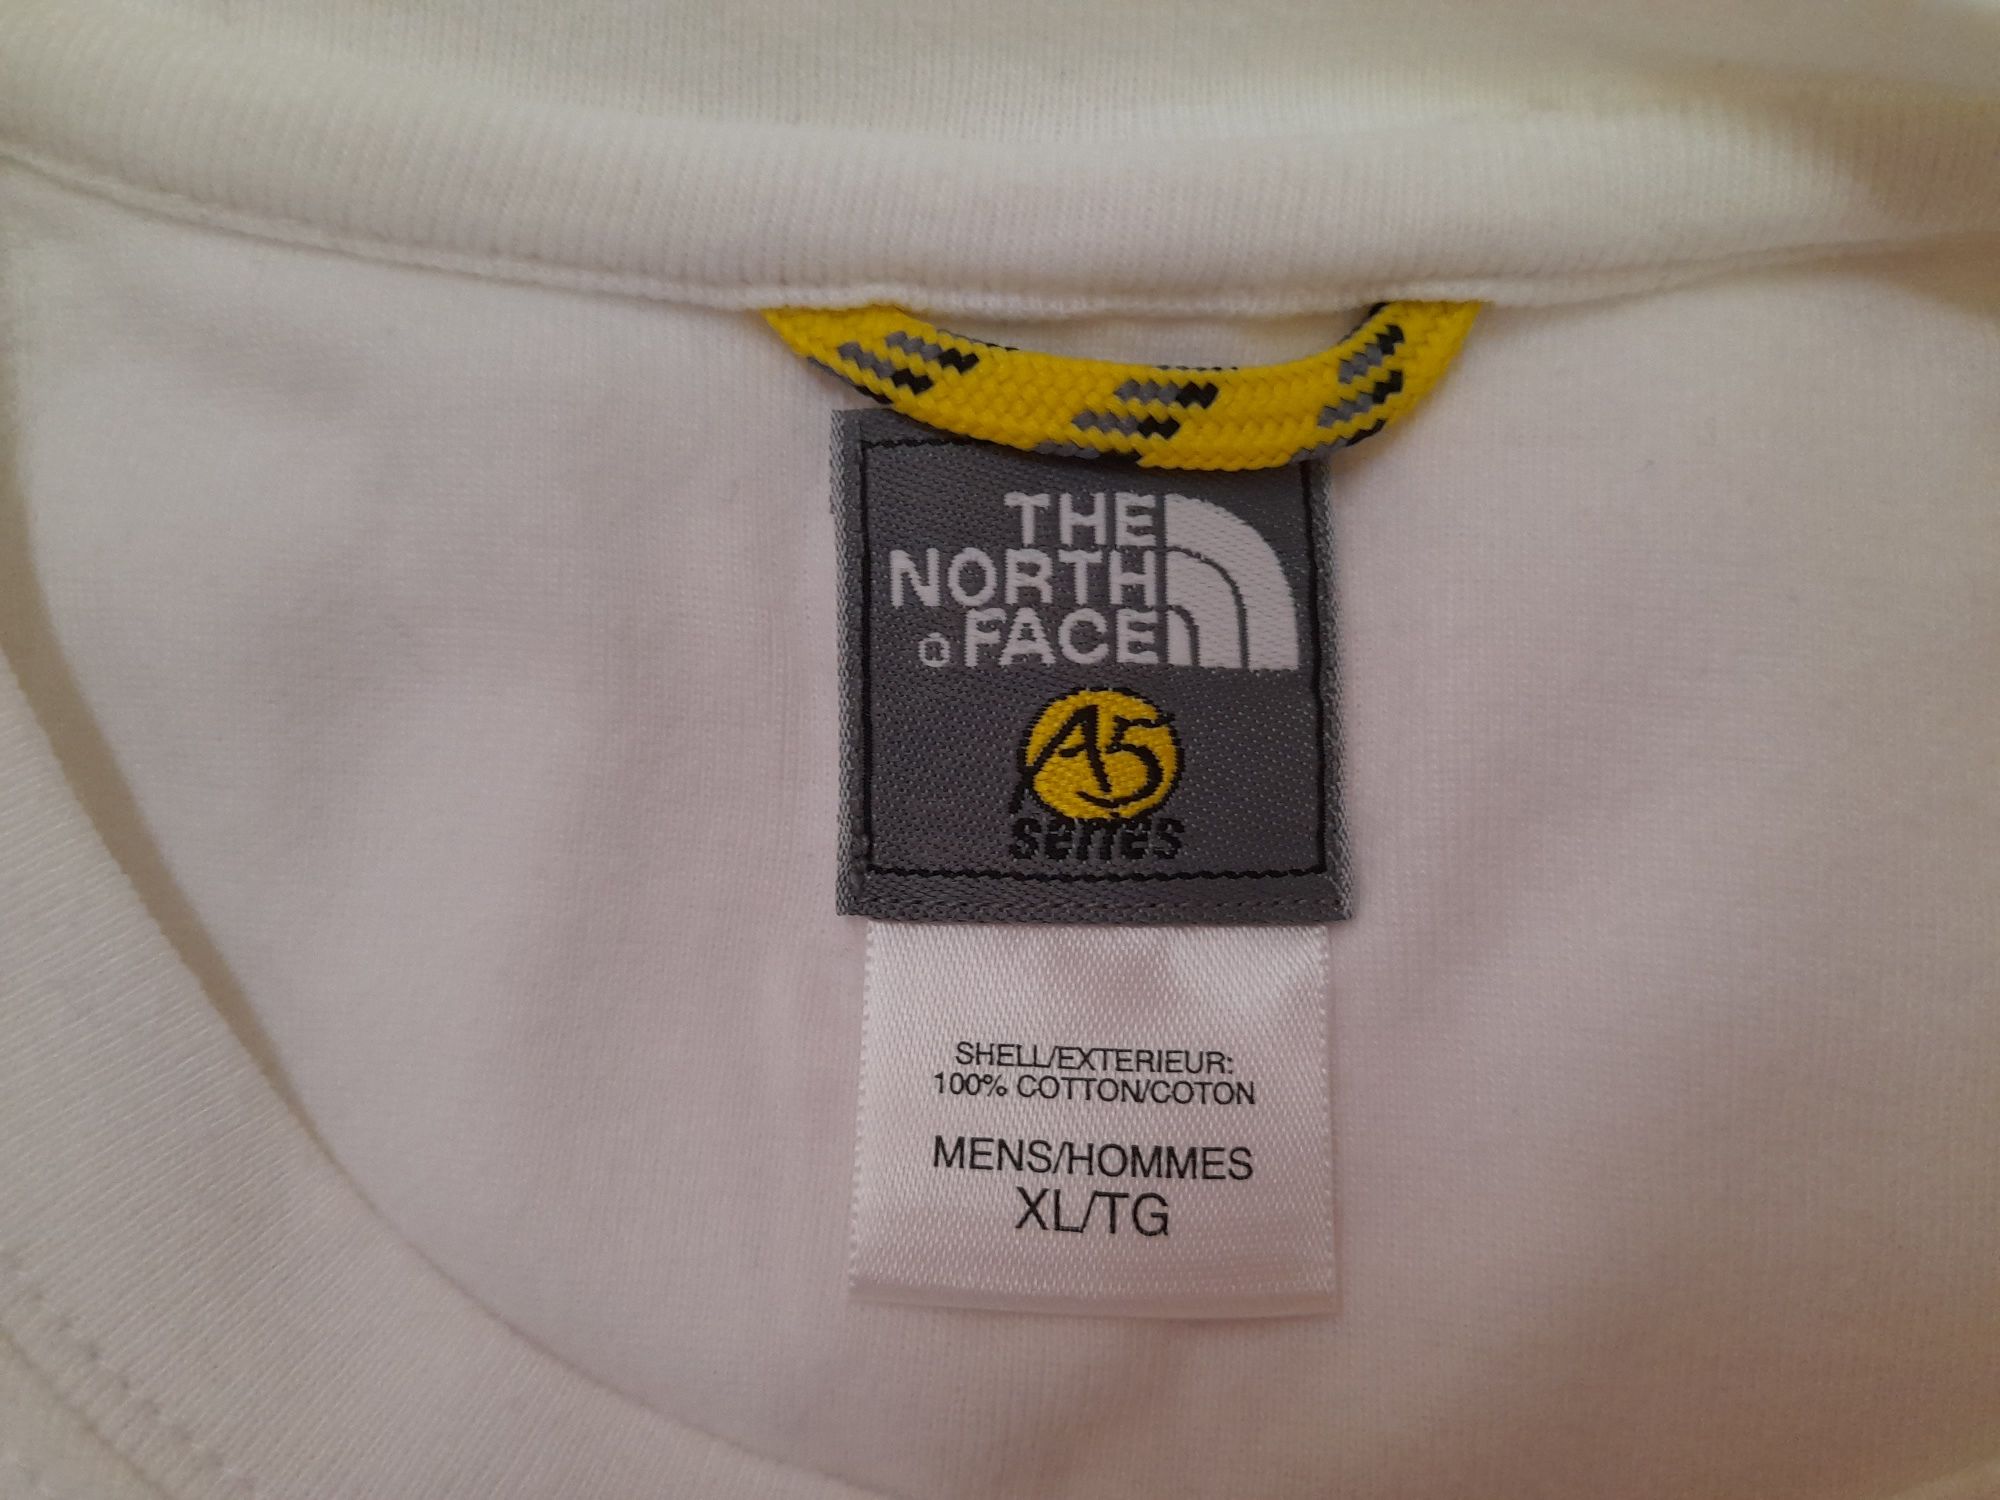 THE
NORTH
FACE
A5
series
SHELL/EXTERIEUR:
100% COTTON/COTON
MENS/HOMMES
XL/TG